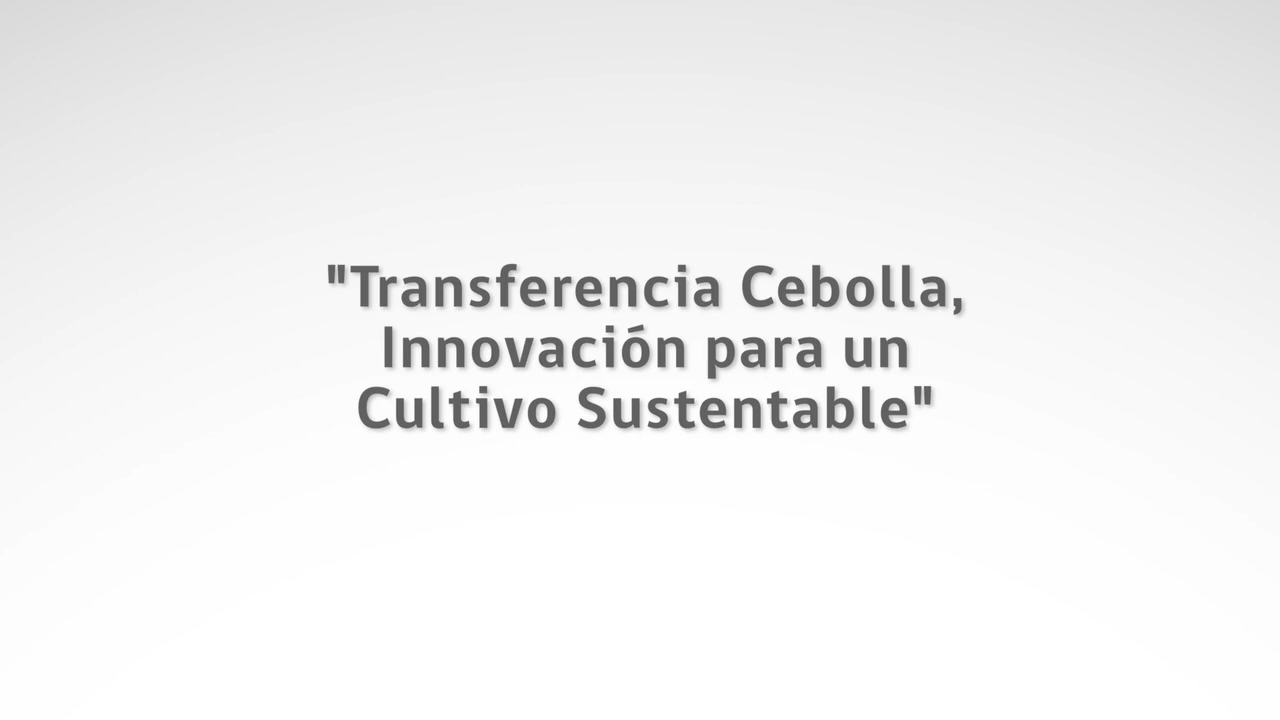 "Transferencia Cebolla,
Innovación para un
Cultivo Sustentable"